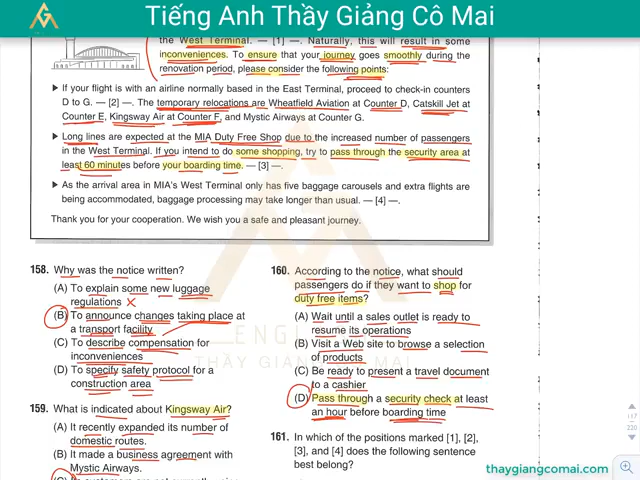 Tiếng Anh Thầy Giảng Cô Mai
the West Terminal. — [1] —. Naturally, this will result in some
inconveniences. To ensure that your journey goes smoothly during the
renovation period, please consider the following points:
▶ If your flight is with an airline normally based in the East Terminal, proceed to check-in counters
D to G. — [2] —. The temporary relocations are Wheatfield Aviation at Counter D, Catskill Jet at
Counter E, Kingsway Air at Counter F, and Mystic Airways at Counter G.
▶ Long lines are expected at the MIA Duty Free Shop due to the increased number of passengers
in the West Terminal. If you intend to do some shopping, try to pass through the security area at
least 60 minutes before your boarding time. — [3] —.
▶ As the arrival area in MIA's West Terminal only has five baggage carousels and extra flights are
being accommodated, baggage processing may take longer than usual. — [4] —.
Thank you for your cooperation. We wish you a safe and pleasant journey.
158. Why was the notice written?
(A) To explain some new luggage
regulations
(B) To announce changes taking place at
a transport facility
(C) To describe compensation for
inconveniences
(D) To specify safety protocol for a
construction area
159. What is indicated about Kingsway Air?
(A) It recently expanded its number of
domestic routes.
(B) It made a business agreement with
Mystic Airways.
160. According to the notice, what should
passengers do if they want to shop for
duty free items?
(A) Wait until a sales outlet is ready to
resume its operations
(B) Visit a Web site to browse a selection
of products
(C) Be ready to present a travel document
to a cashier
(D) Pass through a security check at least
an hour before boarding time
161. In which of the positions marked [1], [2],
[3], and [4] does the following sentence
best belong?
THẦY GIẢNG CÔ MAI
117
220
thaygiangcomai.com